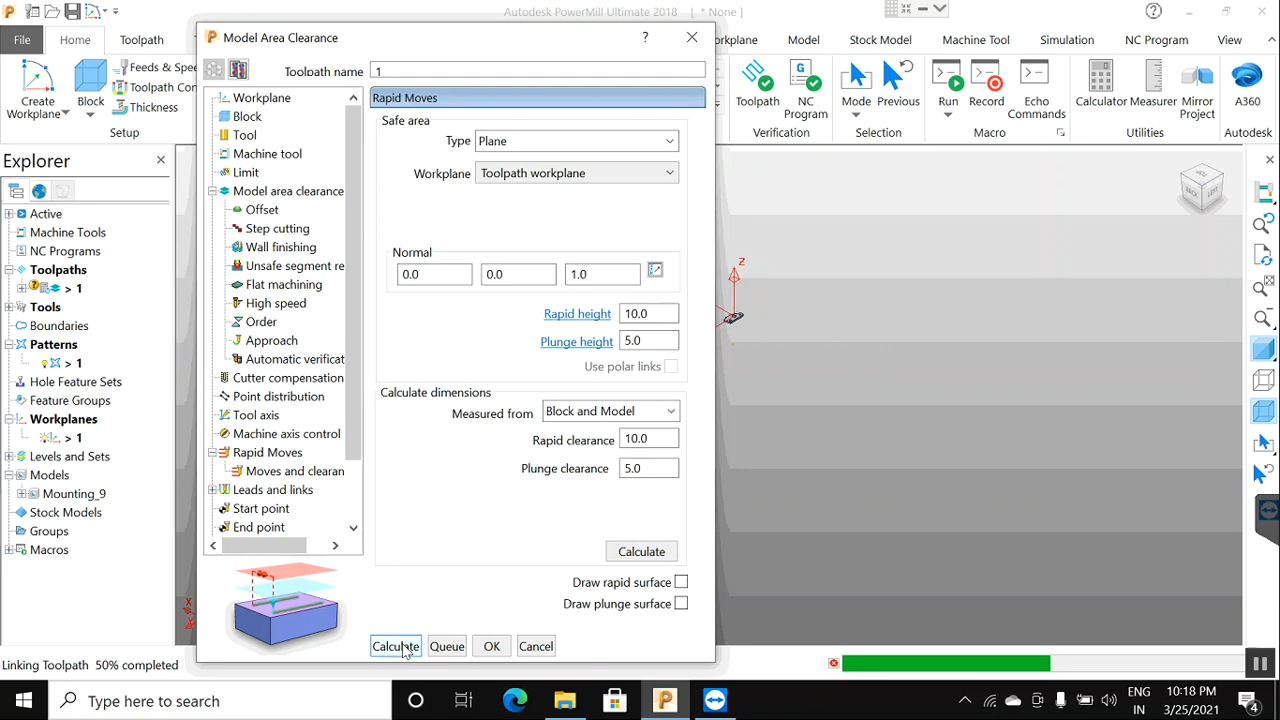 Autodesk PowerMill Ultimate 2018 [ * None ]
File
Home
Toolpath
Workplane
Model
Stock Model
Machine Tool
Simulation
NC Program
View
Create
Workplane
Block
Feeds & Spe
Toolpath Con
Thickness
Setup
Toolpath
NC
Program
Verification
Mode
Previous
Selection
Run
Record
Echo
Commands
Macro
Calculator
Measurer
Mirror
Project
Utilities
A360
Autodesk
Model Area Clearance
?
Toolpath name
1
Workplane
Block
Tool
Machine tool
Limit
Model area clearance
Offset
Step cutting
Wall finishing
Unsafe segment re
Flat machining
High speed
Order
Approach
Automatic verificat
Cutter compensation
Point distribution
Tool axis
Machine axis control
Rapid Moves
Moves and clearan
Leads and links
Start point
End point
Rapid Moves
Safe area
Type
Plane
Workplane
Toolpath workplane
Normal
0.0
0.0
1.0
Rapid height
10.0
Plunge height
5.0
Use polar links
Calculate dimensions
Measured from
Block and Model
Rapid clearance
10.0
Plunge clearance
5.0
Calculate
Draw rapid surface
Draw plunge surface
Calculate
Queue
OK
Cancel
Explorer
Active
Machine Tools
NC Programs
Toolpaths
> 1
Tools
Boundaries
Patterns
> 1
Hole Feature Sets
Feature Groups
Workplanes
> 1
Levels and Sets
Models
Mounting_9
Stock Models
Groups
Macros
Z
Linking Toolpath 50% completed
Type here to search
ENG
IN
10:18 PM
3/25/2021
4